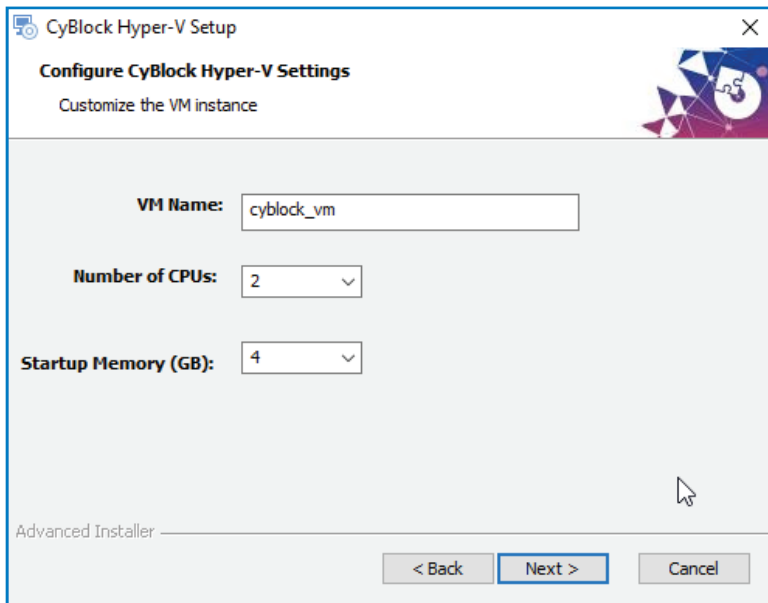 CyBlock Hyper-V Setup
Configure CyBlock Hyper-V Settings
Customize the VM instance
VM Name: cyblock_vm
Number of CPUs: 2
Startup Memory (GB): 4
Advanced Installer
< Back Next > Cancel